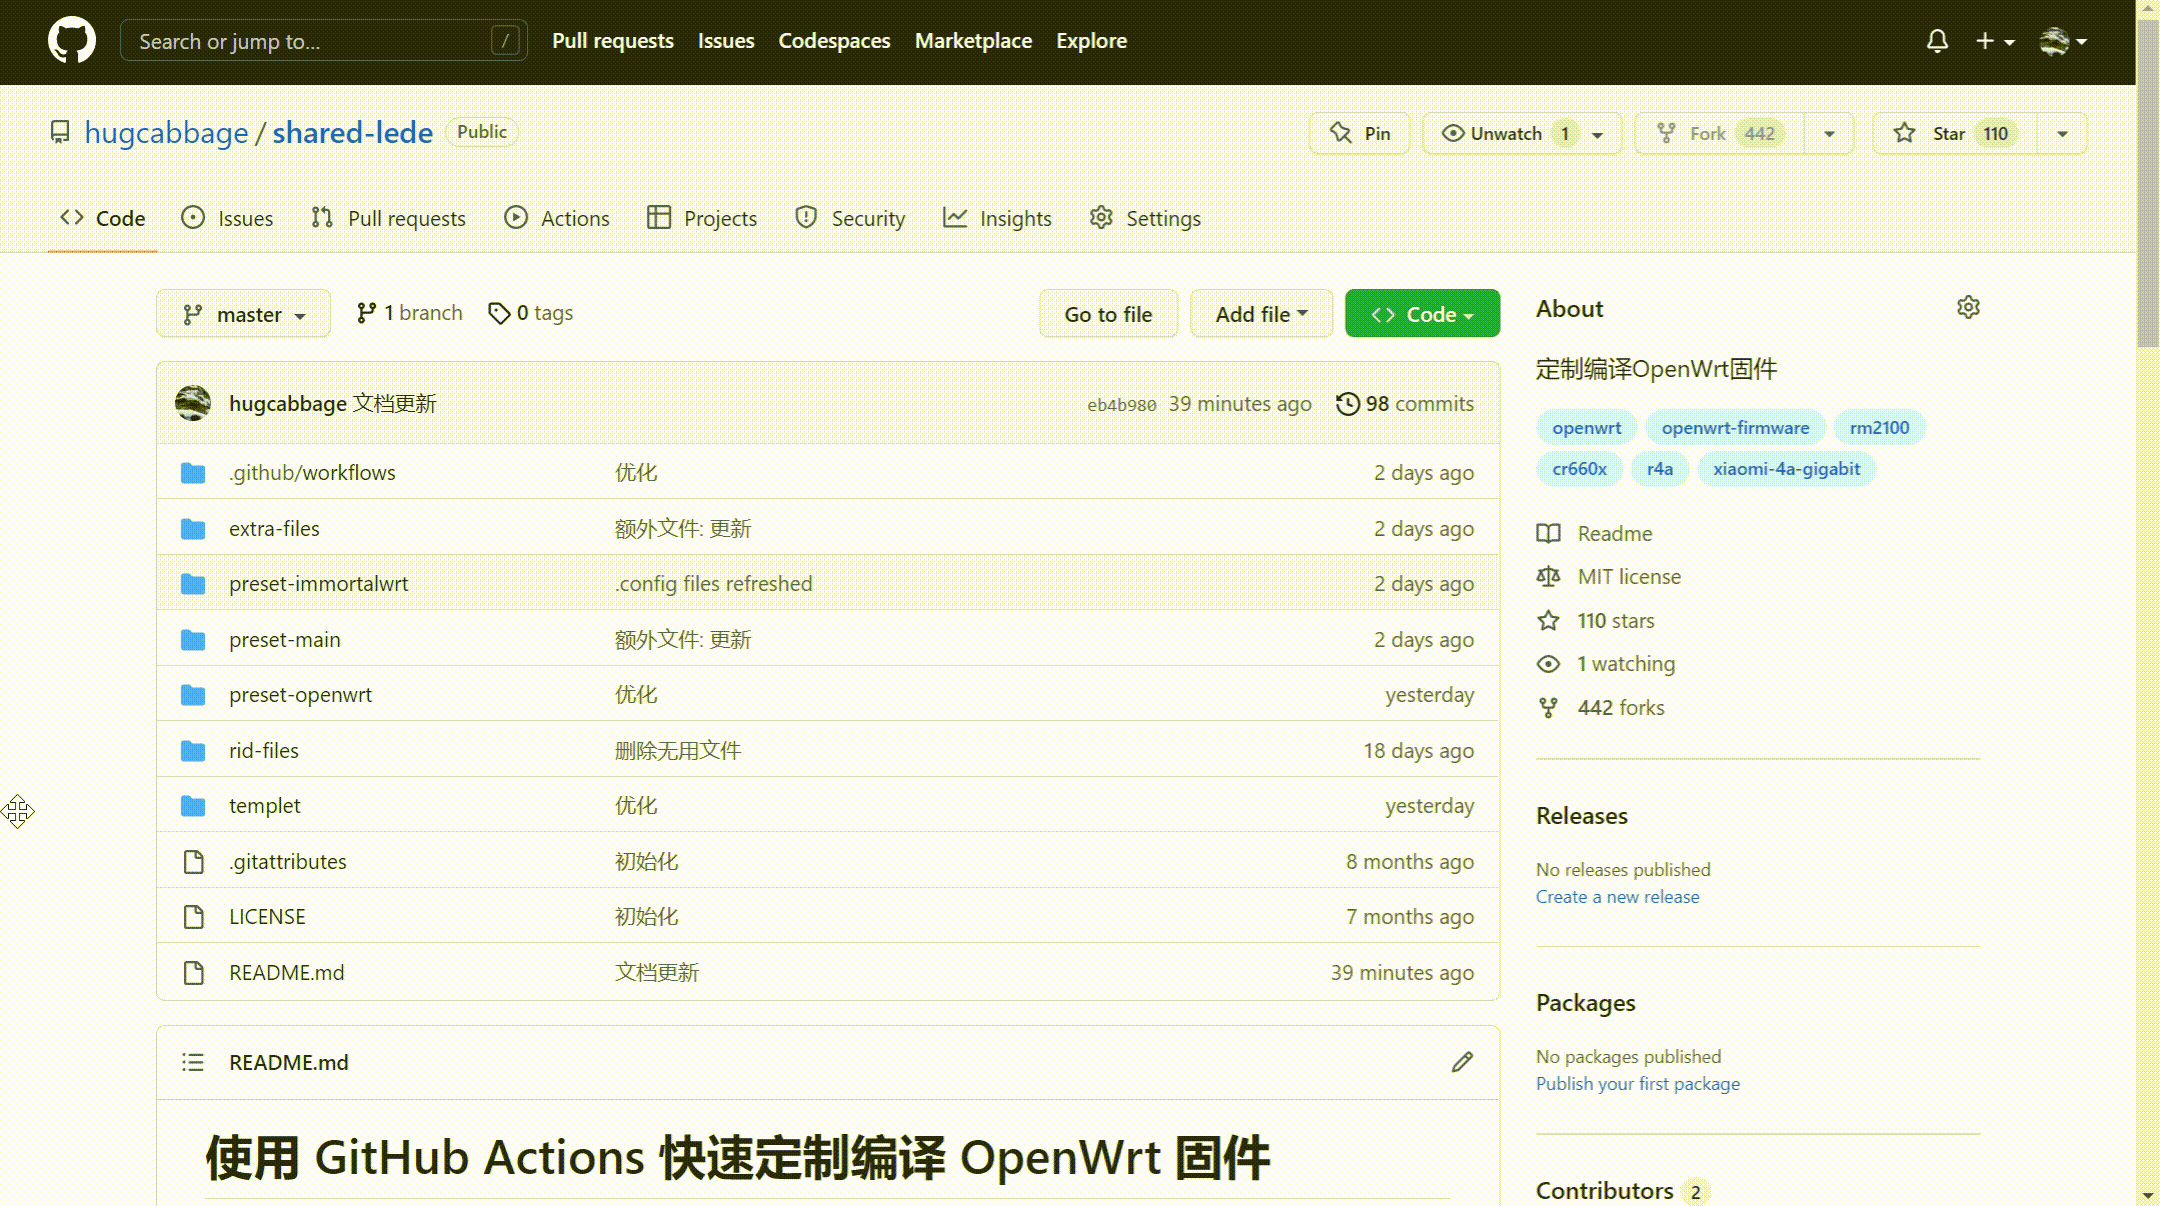 Search or jump to... / Pull requests Issues Codespaces Marketplace Explore
hugcabbage / shared-lede Public Pin Unwatch 1 Fork 442 Star 110
Code Issues Pull requests Actions Projects Security Insights Settings
master 1 branch 0 tags Go to file Add file Code
hugcabbage 文档更新 eb4b980 39 minutes ago 98 commits
.github/workflows 优化 2 days ago
extra-files 额外文件: 更新 2 days ago
preset-immortalwrt .config files refreshed 2 days ago
preset-main 额外文件: 更新 2 days ago
preset-openwrt 优化 yesterday
rid-files 删除无用文件 18 days ago
templet 优化 yesterday
.gitattributes 初始化 8 months ago
LICENSE 初始化 7 months ago
README.md 文档更新 39 minutes ago
README.md
使用 GitHub Actions 快速定制编译 OpenWrt 固件
About
定制编译OpenWrt固件
openwrt openwrt-firmware rm2100
cr660x r4a xiaomi-4a-gigabit
Readme
MIT license
110 stars
1 watching
442 forks
Releases
No releases published
Create a new release
Packages
No packages published
Publish your first package
Contributors 2